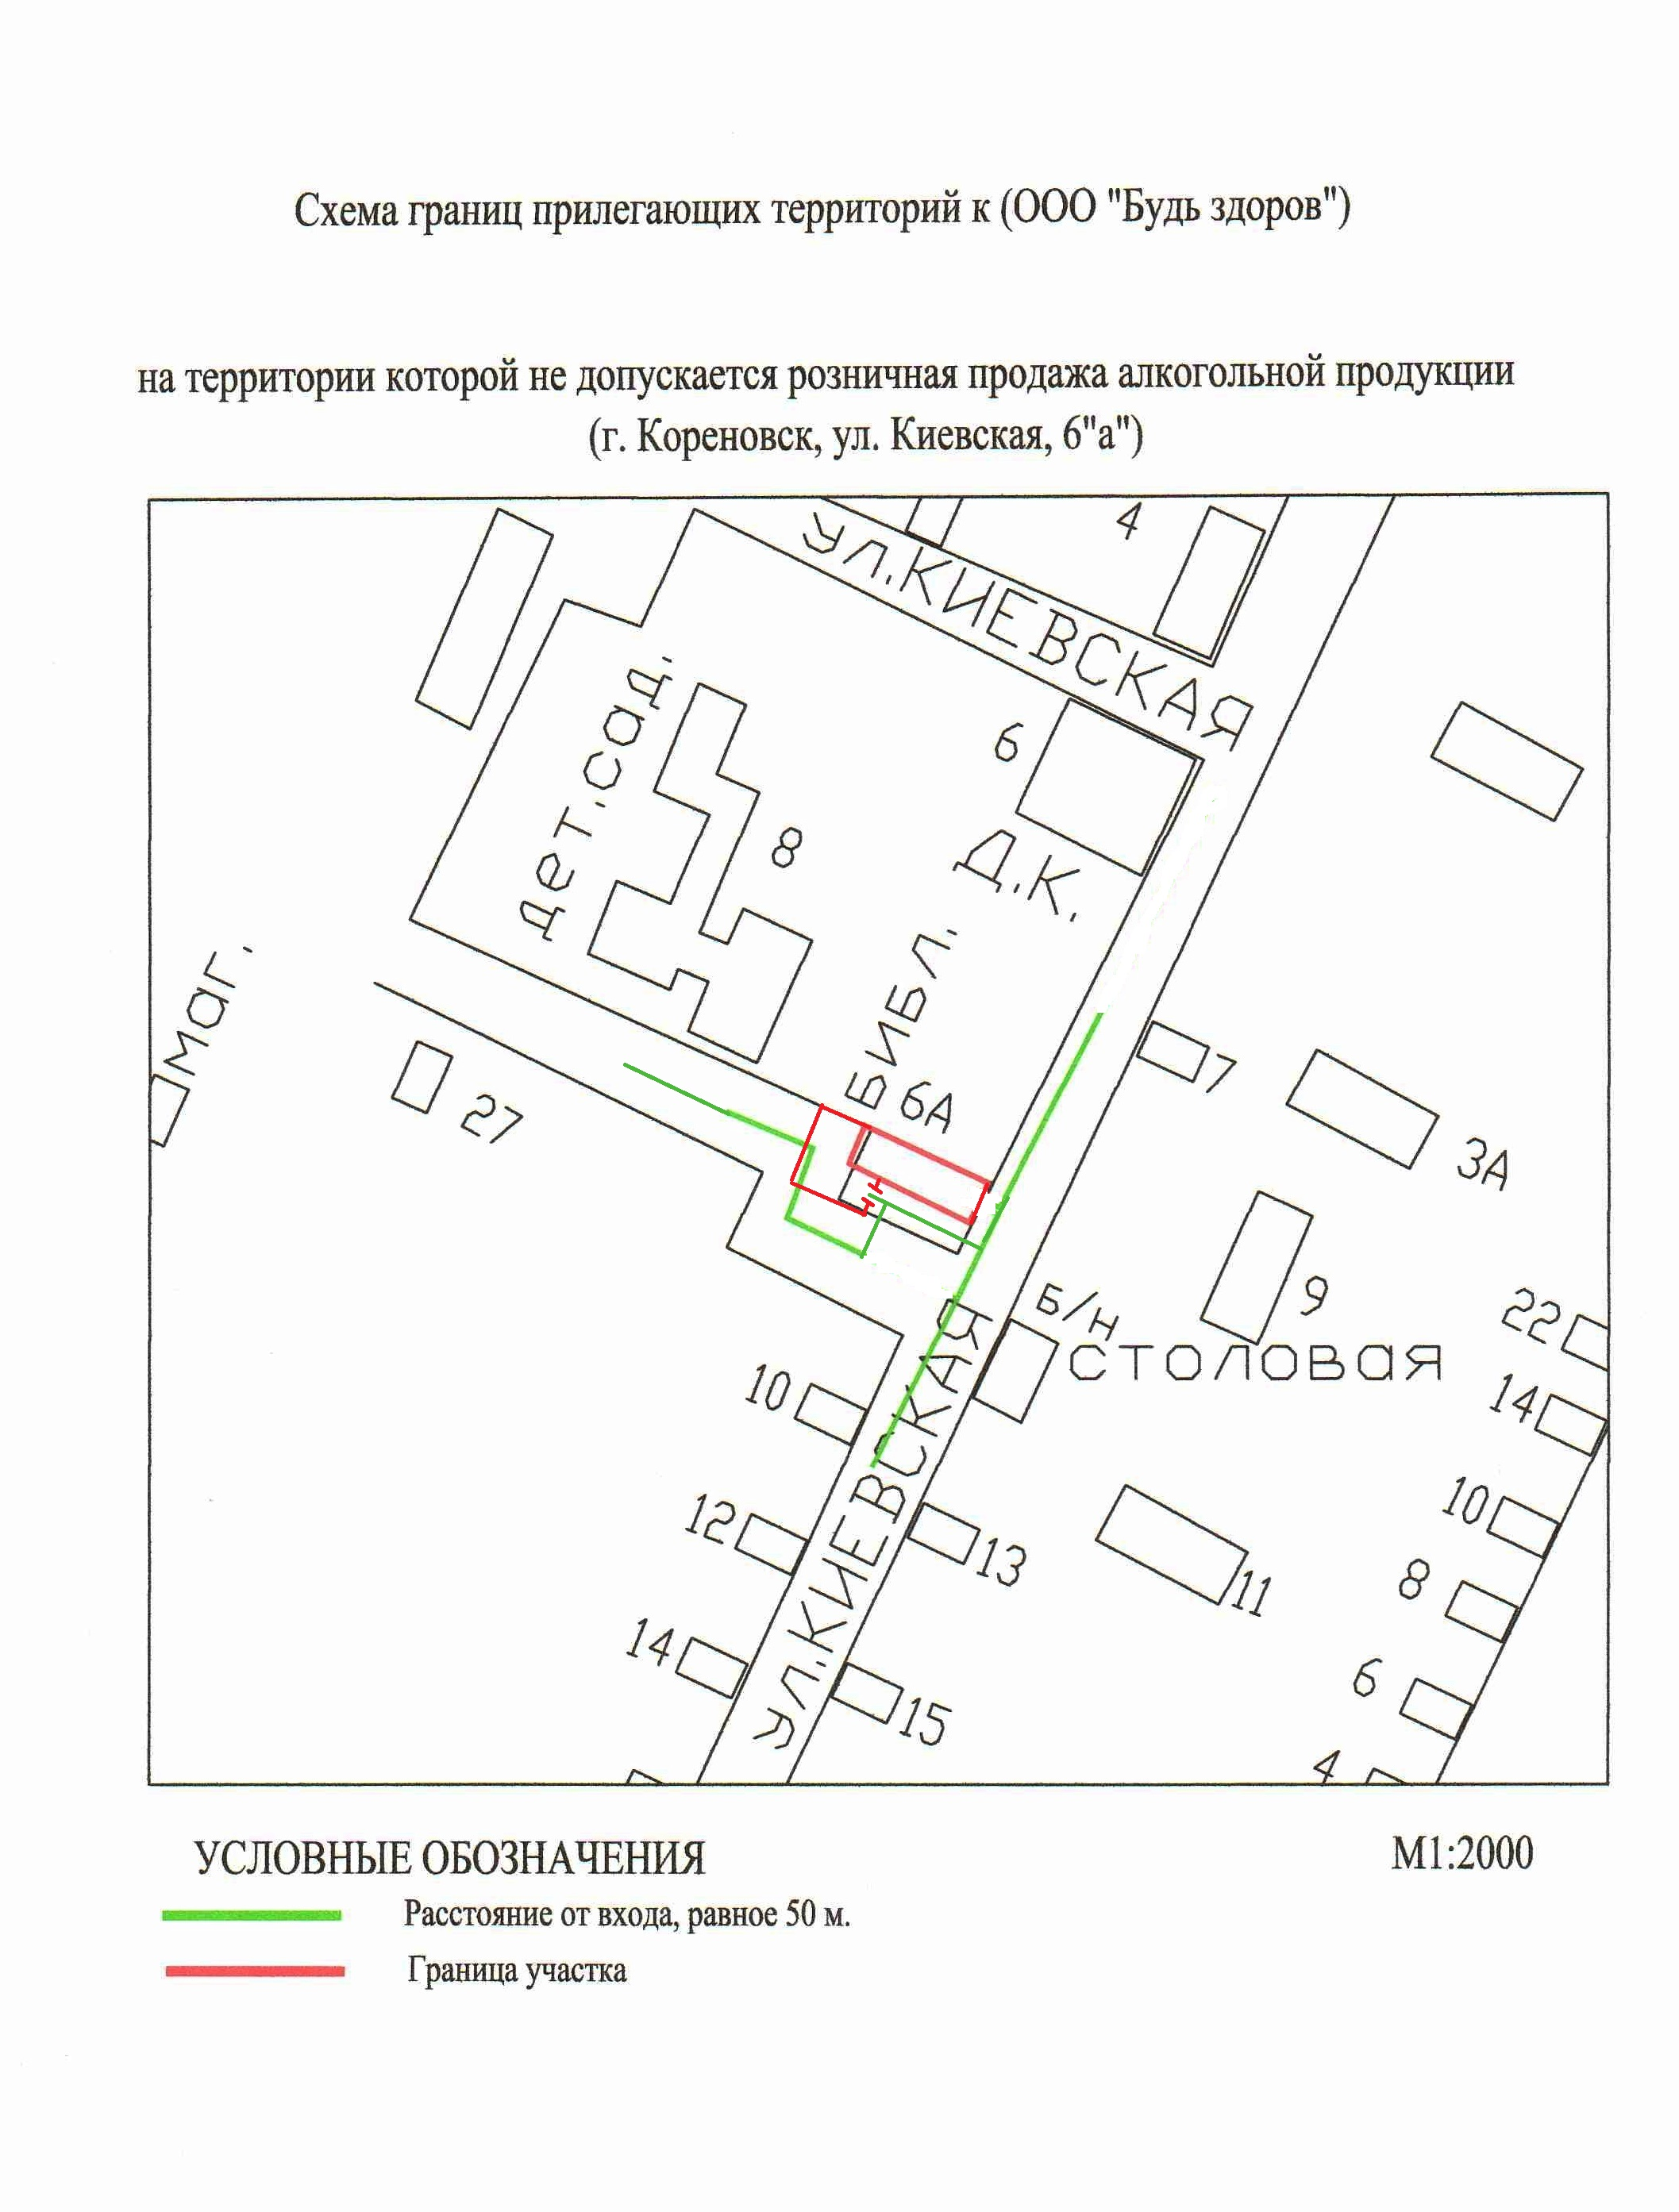 Схема границ прилегающих территорий к (ООО "Будь здоров")
на территории которой не допускается розничная продажа алкогольной продукции
(г. Кореновск, ул. Киевская, 6"а")
4
УЛ.КИЕВСКАЯ
дет.сад.
6
8
Д.К.
БИБЛ.
маг.
7
6А
27
3А
9
Б/Н
22
СТОЛОВАЯ
10
14
УЛ.КИЕВСКАЯ
12
10
13
8
11
14
6
15
4
УСЛОВНЫЕ ОБОЗНАЧЕНИЯ
М1:2000
Расстояние от входа, равное 50 м.
Граница участка